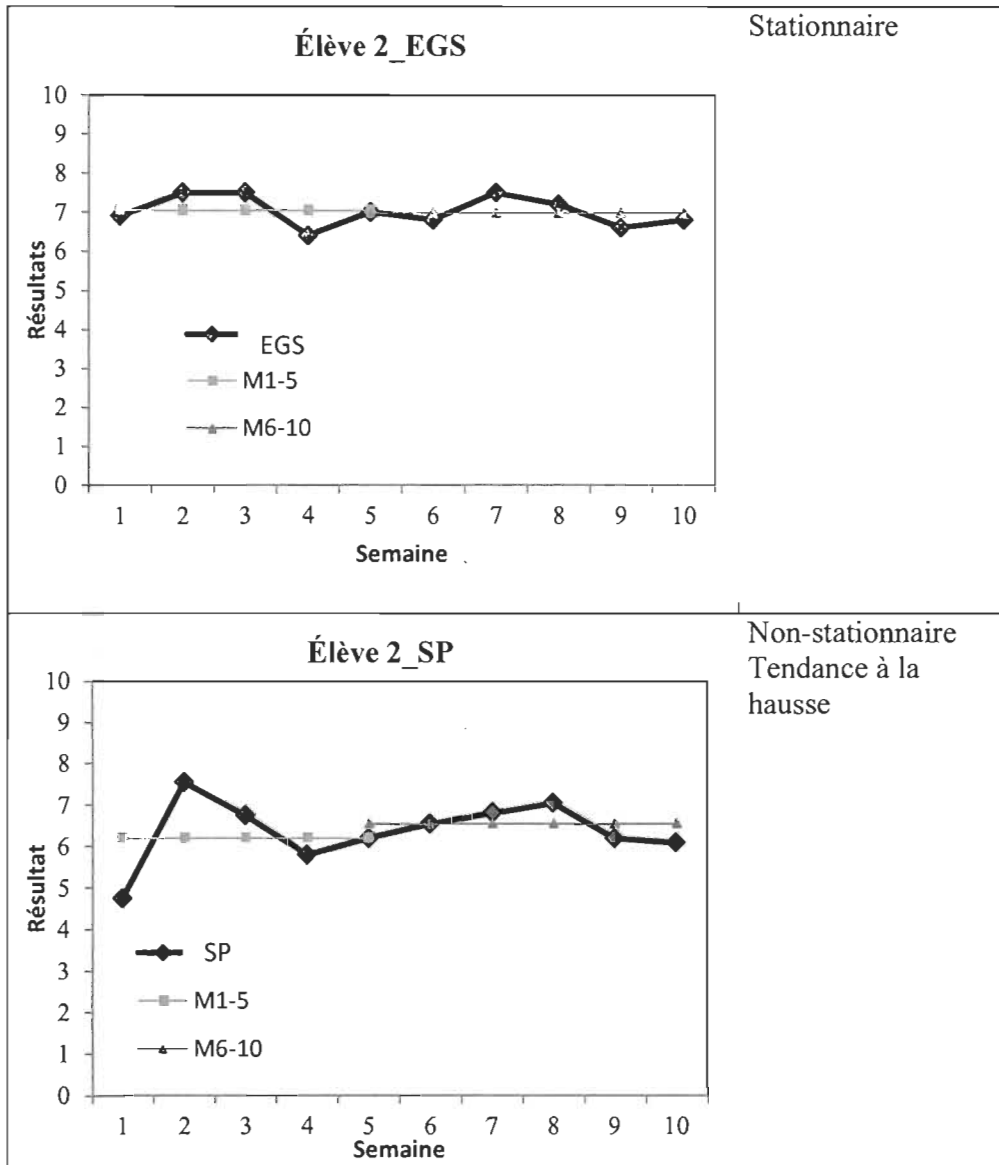 Stationnaire
Élève 2_EGS
10
9
8
7
6
5
4
3
2
1
0
Résultats
EGS
M1-5
M6-10
1 2 3 4 5 6 7 8 9 10
Semaine
Non-stationnaire
Tendance à la
hausse
Élève 2_SP
10
9
8
7
6
5
4
3
2
1
0
Résultat
SP
M1-5
M6-10
1 2 3 4 5 6 7 8 9 10
Semaine